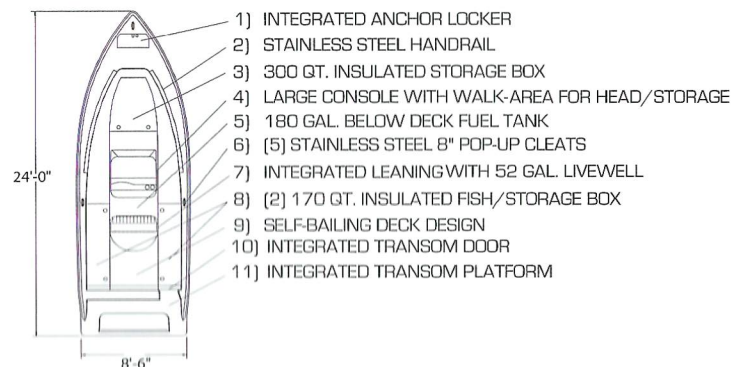 1) INTEGRATED ANCHOR LOCKER
2) STAINLESS STEEL HANDRAIL
3) 300 QT. INSULATED STORAGE BOX
4) LARGE CONSOLE WITH WALK-AREA FOR HEAD/STORAGE
5) 180 GAL. BELOW DECK FUEL TANK
6) (5) STAINLESS STEEL 8" POP-UP CLEATS
7) INTEGRATED LEANING WITH 52 GAL. LIVEWELL
8) (2) 170 QT. INSULATED FISH/STORAGE BOX
9) SELF-BAILING DECK DESIGN
10) INTEGRATED TRANSOM DOOR
11) INTEGRATED TRANSOM PLATFORM
24'-0"
8'-6"